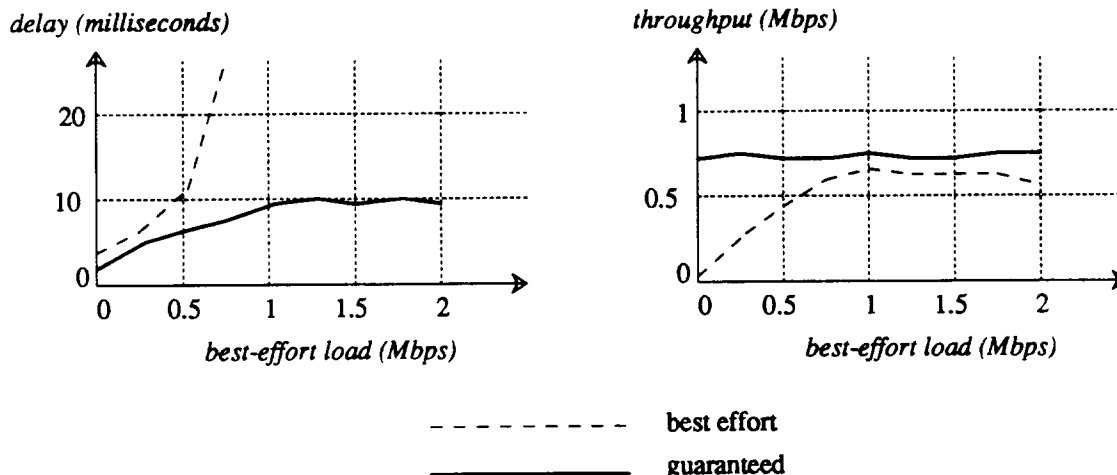 delay (milliseconds)
20
10
0
0 0.5 1 1.5 2
best-effort load (Mbps)
throughput (Mbps)
1
0.5
0
0 0.5 1 1.5 2
best-effort load (Mbps)
best effort
guaranteed